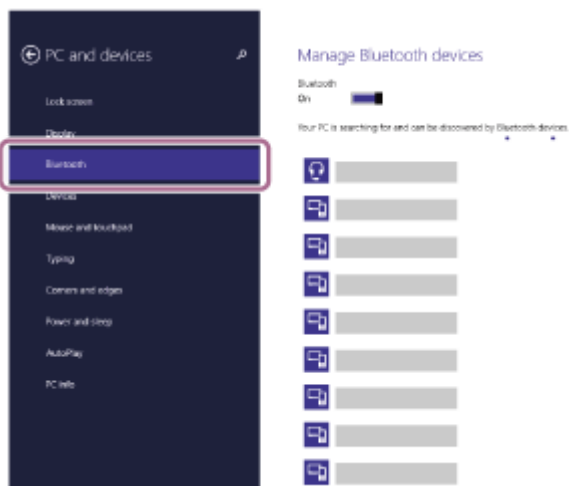 PC and devices
Lock screen
Display
Bluetooth
Devices
Mouse and touchpad
Typing
Corners and edges
Power and sleep
AutoPlay
PC info
Manage Bluetooth devices
Bluetooth
On
Your PC is searching for and can be discovered by Bluetooth devices.